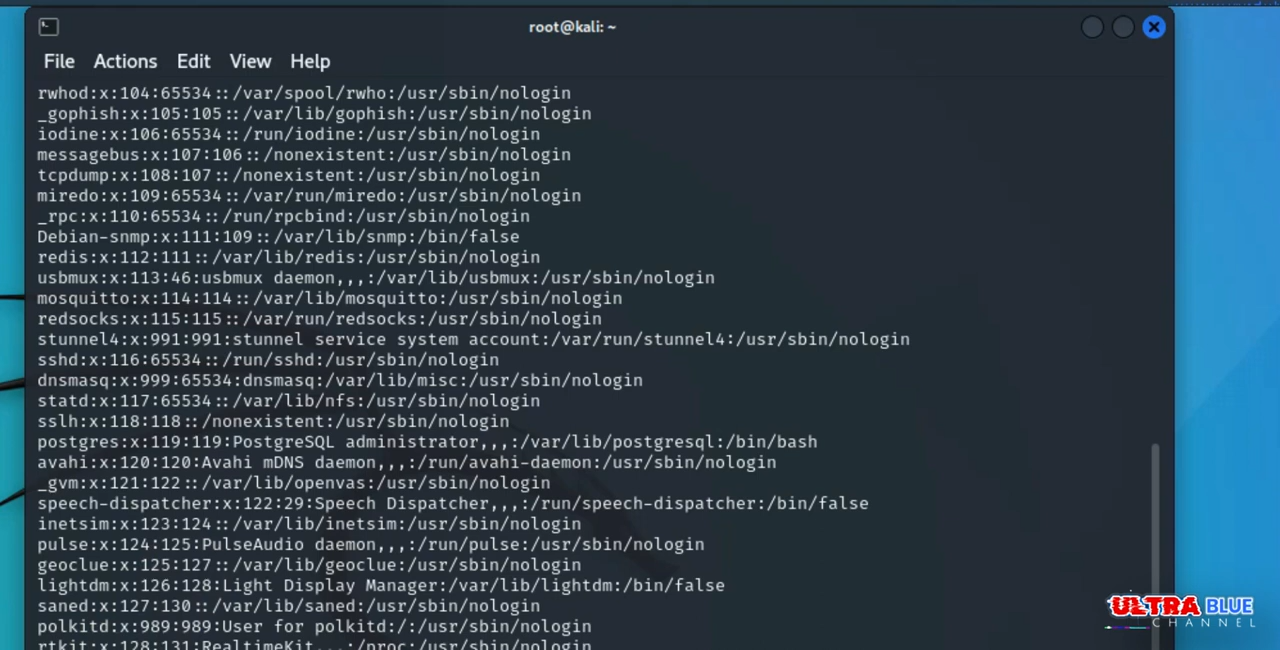 root@kali: ~
File Actions Edit View Help
rwhod:x:104:65534::/var/spool/rwho:/usr/sbin/nologin
_gophish:x:105:105::/var/lib/gophish:/usr/sbin/nologin
iodine:x:106:65534::/run/iodine:/usr/sbin/nologin
messagebus:x:107:106::/nonexistent:/usr/sbin/nologin
tcpdump:x:108:107::/nonexistent:/usr/sbin/nologin
miredo:x:109:65534::/var/run/miredo:/usr/sbin/nologin
_rpc:x:110:65534::/run/rpcbind:/usr/sbin/nologin
Debian-snmp:x:111:109::/var/lib/snmp:/bin/false
redis:x:112:111::/var/lib/redis:/usr/sbin/nologin
usbmux:x:113:46:usbmux daemon,,,:/var/lib/usbmux:/usr/sbin/nologin
mosquitto:x:114:114::/var/lib/mosquitto:/usr/sbin/nologin
redsocks:x:115:115::/var/run/redsocks:/usr/sbin/nologin
stunnel4:x:991:991:stunnel service system account:/var/run/stunnel4:/usr/sbin/nologin
sshd:x:116:65534::/run/sshd:/usr/sbin/nologin
dnsmasq:x:999:65534:dnsmasq:/var/lib/misc:/usr/sbin/nologin
statd:x:117:65534::/var/lib/nfs:/usr/sbin/nologin
sslh:x:118:118::/nonexistent:/usr/sbin/nologin
postgres:x:119:119:PostgreSQL administrator,,,:/var/lib/postgresql:/bin/bash
avahi:x:120:120:Avahi mDNS daemon,,,:/run/avahi-daemon:/usr/sbin/nologin
_gvm:x:121:122::/var/lib/openvas:/usr/sbin/nologin
speech-dispatcher:x:122:29:Speech Dispatcher,,,:/run/speech-dispatcher:/bin/false
inetsim:x:123:124::/var/lib/inetsim:/usr/sbin/nologin
pulse:x:124:125:PulseAudio daemon,,,:/run/pulse:/usr/sbin/nologin
geoclue:x:125:127::/var/lib/geoclue:/usr/sbin/nologin
lightdm:x:126:128:Light Display Manager:/var/lib/lightdm:/bin/false
saned:x:127:130::/var/lib/saned:/usr/sbin/nologin
polkitd:x:989:989:User for polkitd:/:/usr/sbin/nologin
rtkit:x:128:131:RealtimeKit,,,:/proc:/usr/sbin/nologin
ULTRA BLUE
CHANNEL